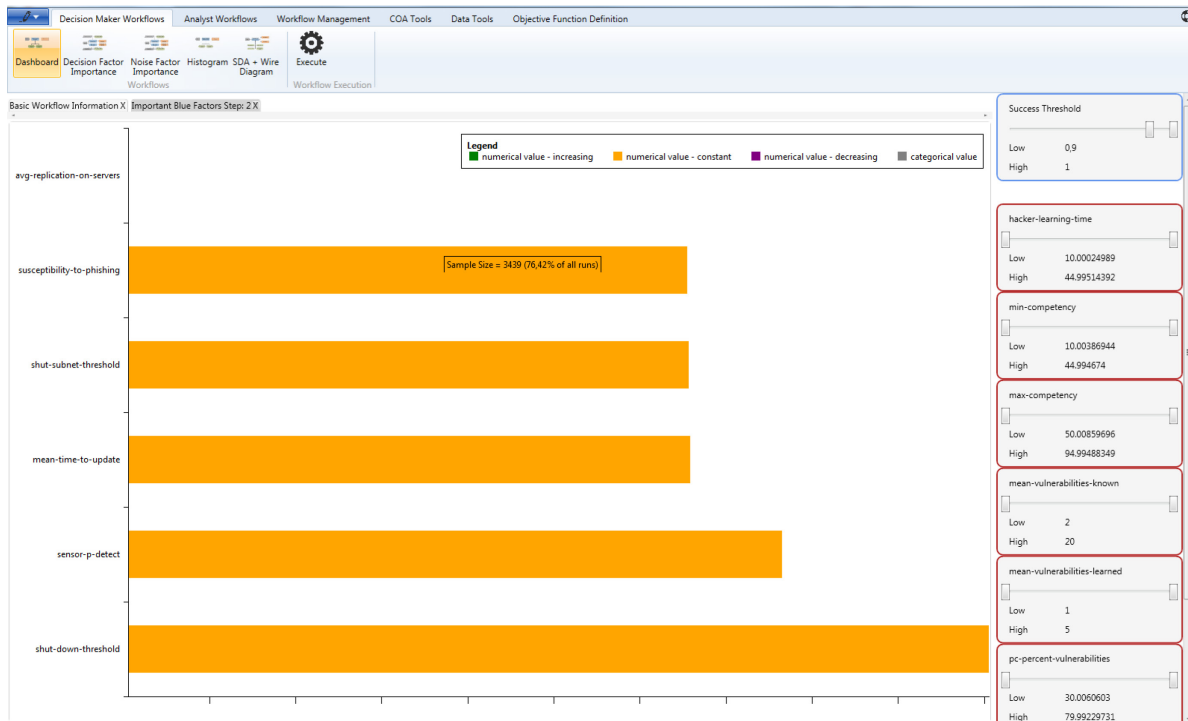 Decision Maker Workflows Analyst Workflows Workflow Management COA Tools Data Tools Objective Function Definition
Dashboard Decision Factor Importance Noise Factor Importance Histogram SDA + Wire Diagram Execute
Workflows Workflow Execution
Basic Workflow Information X Important Blue Factors Step: 2 X
Legend
numerical value - increasing numerical value - constant numerical value - decreasing categorical value
avg-replication-on-servers
susceptibility-to-phishing
Sample Size = 3439 (76,42% of all runs)
shut-subnet-threshold
mean-time-to-update
sensor-p-detect
shut-down-threshold
Success Threshold
Low 0,9
High 1
hacker-learning-time
Low 10.00024989
High 44.99514392
min-competency
Low 10.00386944
High 44.994674
max-competency
Low 50.00859696
High 94.99488349
mean-vulnerabilities-known
Low 2
High 20
mean-vulnerabilities-learned
Low 1
High 5
pc-percent-vulnerabilities
Low 30.0060603
High 79.99229731